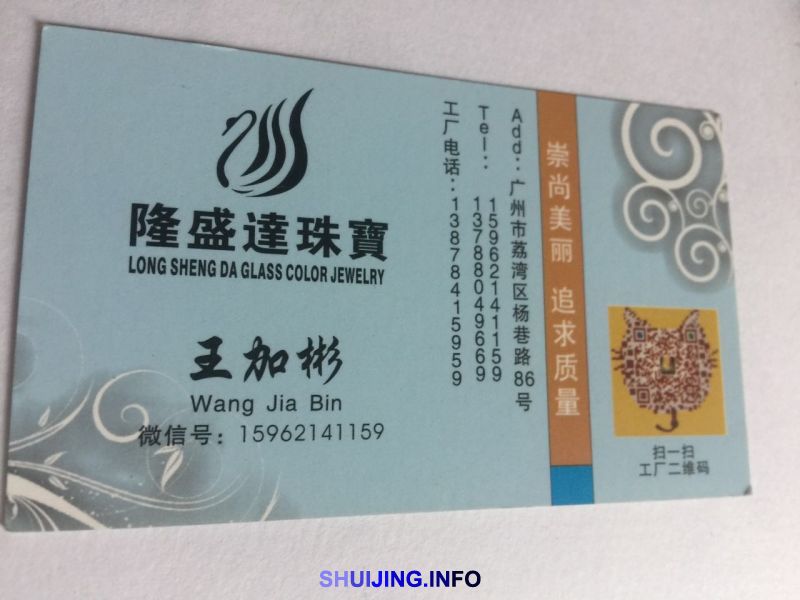 隆盛達珠寶
LONG SHENG DA GLASS COLOR JEWELRY
王加彬
Wang Jia Bin
微信号：15962141159
Add：广州市荔湾区杨巷路86号
Tel：15962141159
13788049669
工厂电话：13878415959
崇尚美丽 追求质量
扫一扫
工厂二维码
SHUIJING.INFO